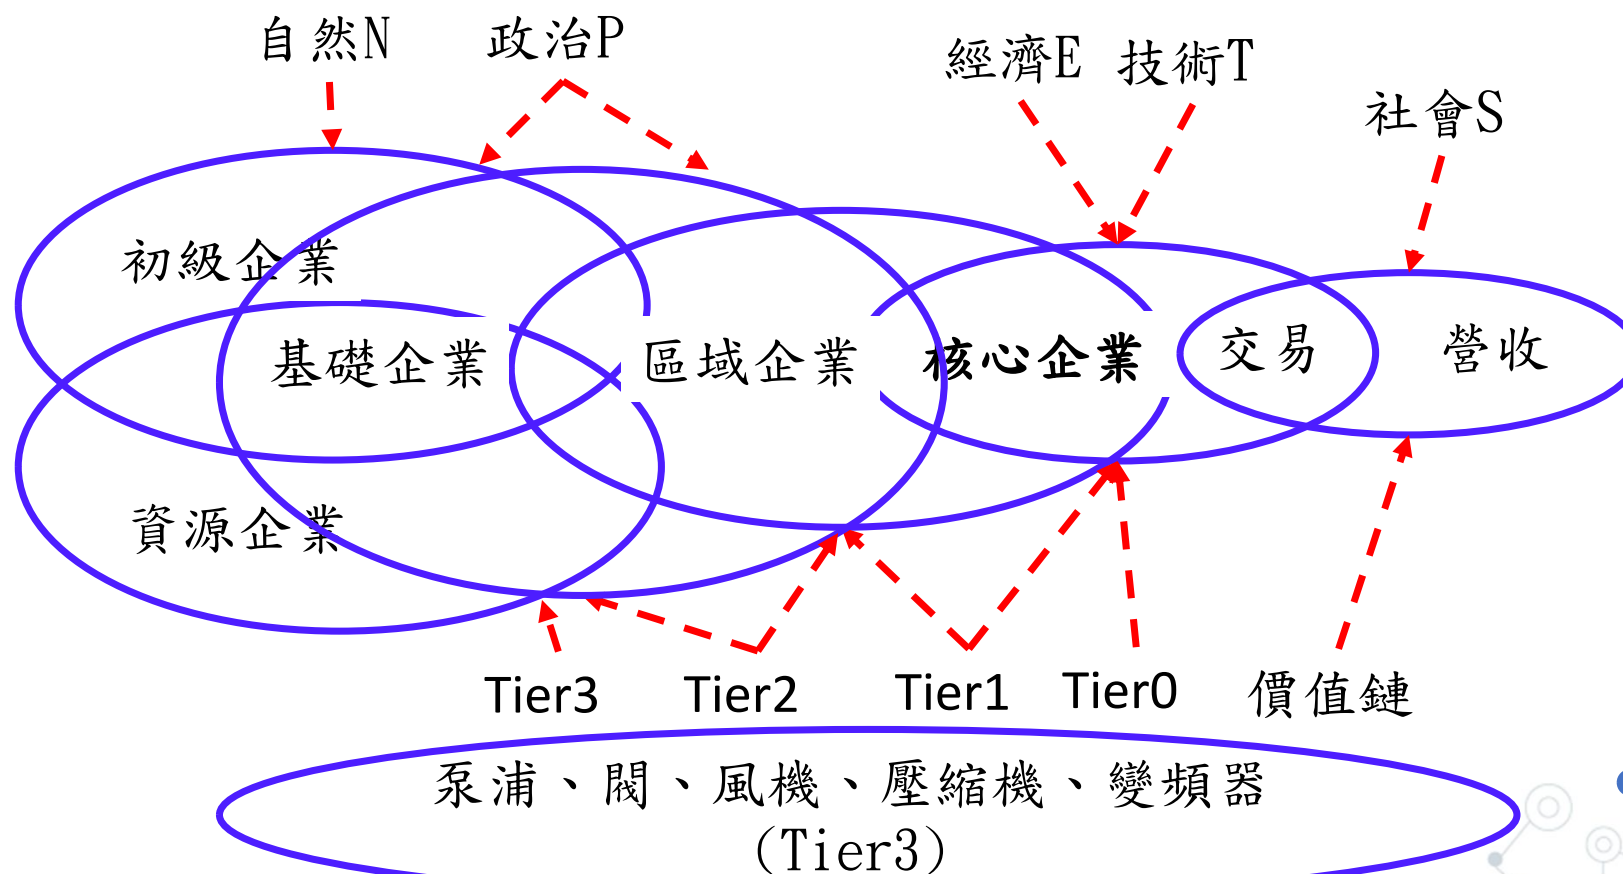 自然N 政治P 經濟E 技術T
社會S
初級企業
基礎企業 區域企業 核心企業 交易 營收
資源企業
Tier3 Tier2 Tier1 Tier0 價值鏈
泵浦、閥、風機、壓縮機、變頻器
(Tier3)